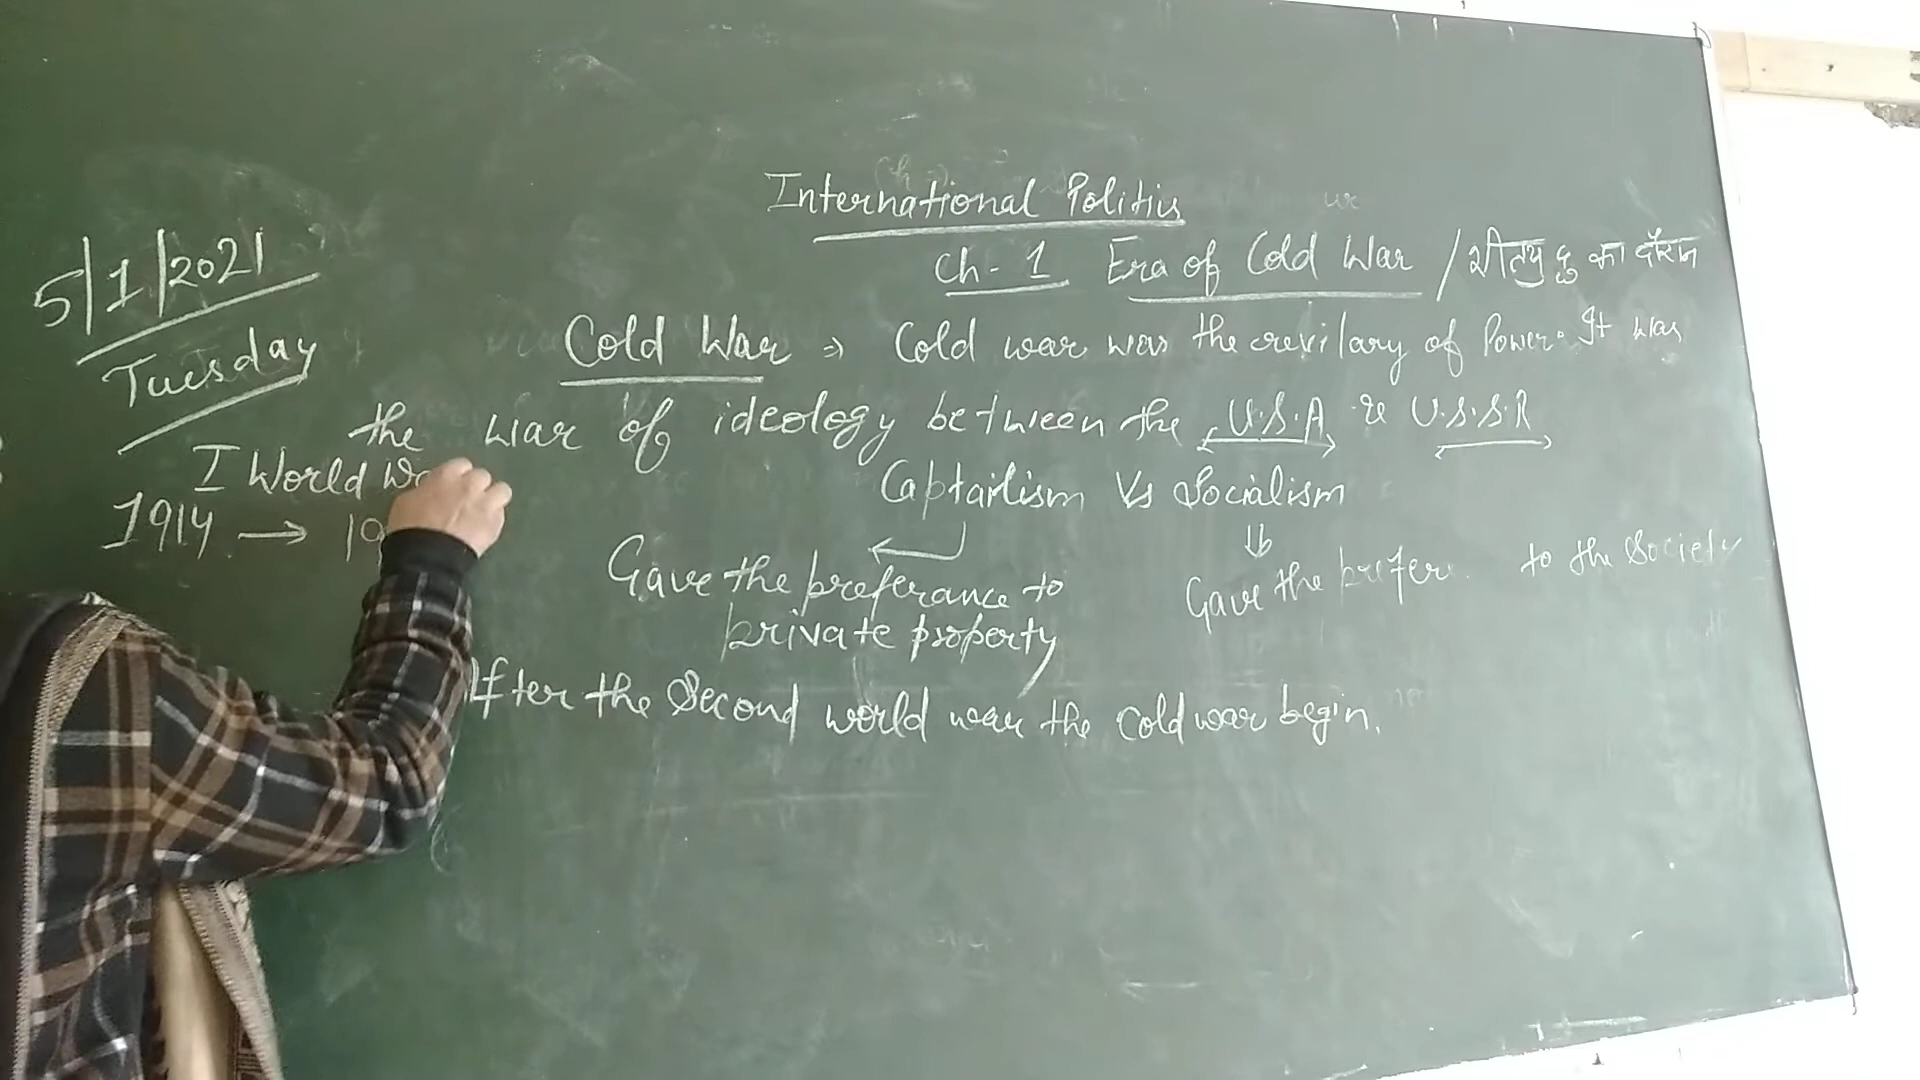 International Politics
5/1/2021
Ch-1 Era of Cold War / शीतयुद्ध का दौर
Tuesday
Cold War ⇒ Cold war was the crevilary of Power. It was
the war of ideology between the U.S.A & U.S.S.R
I World Wa
Captailism Vs Socialism
1914 → 19
Gave the preferance to
private property
Gave the prefer. to the Society
After the Second world war the cold war begin.